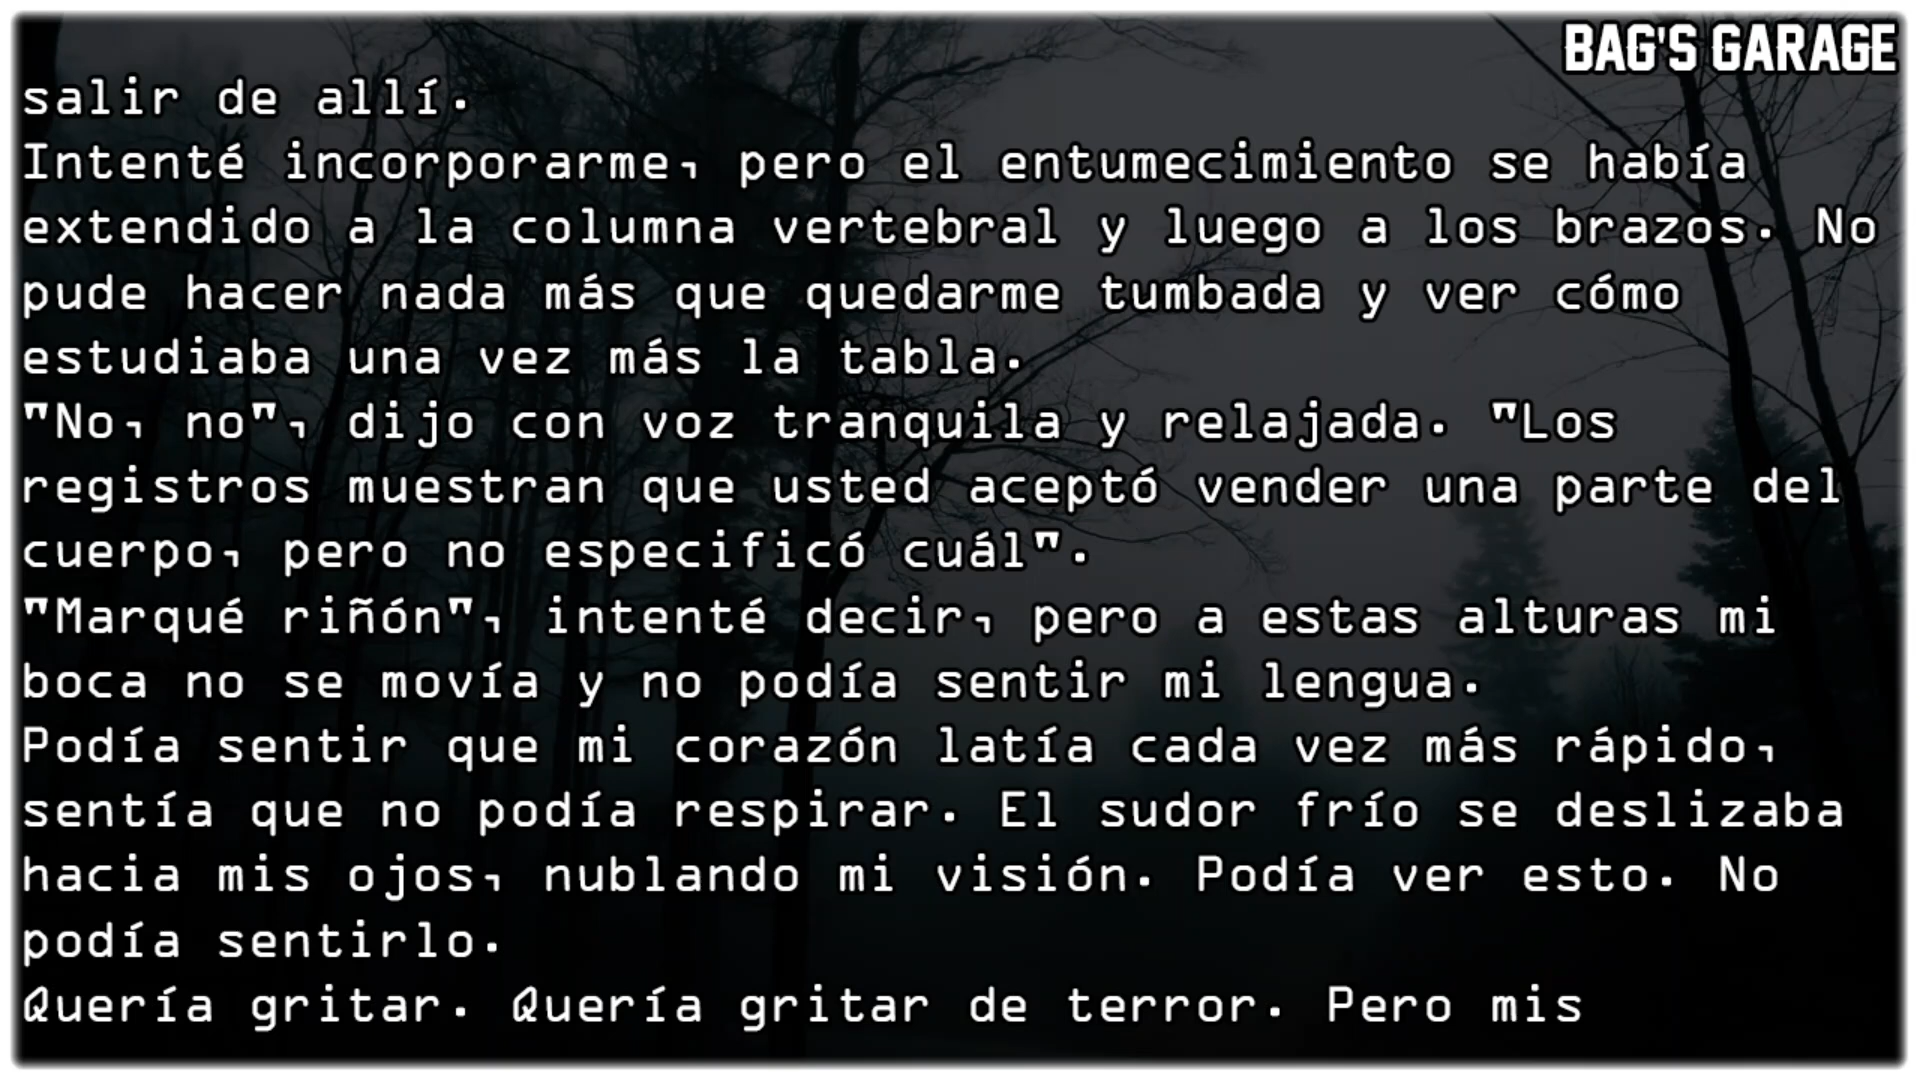 BAG'S GARAGE
salir de allí.
Intenté incorporarme, pero el entumecimiento se había
extendido a la columna vertebral y luego a los brazos. No
pude hacer nada más que quedarme tumbada y ver cómo
estudiaba una vez más la tabla.
"No, no", dijo con voz tranquila y relajada. "Los
registros muestran que usted aceptó vender una parte del
cuerpo, pero no especificó cuál".
"Marqué riñón", intenté decir, pero a estas alturas mi
boca no se movía y no podía sentir mi lengua.
Podía sentir que mi corazón latía cada vez más rápido,
sentía que no podía respirar. El sudor frío se deslizaba
hacia mis ojos, nublando mi visión. Podía ver esto. No
podía sentirlo.
Quería gritar. Quería gritar de terror. Pero mis